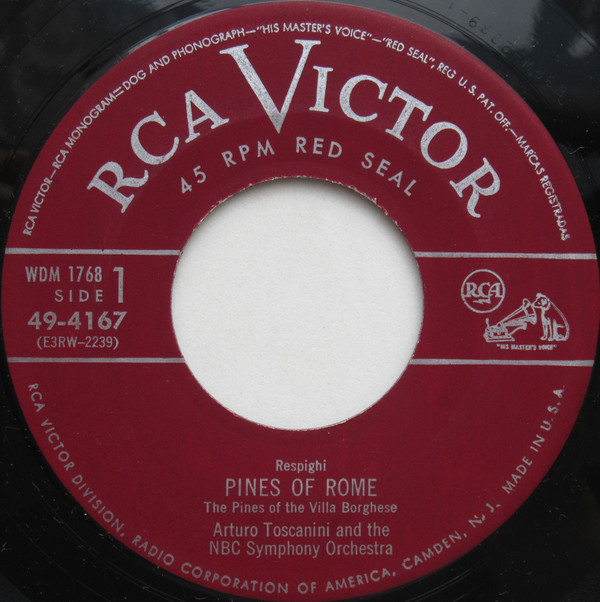 RCA VICTOR—RCA MONOGRAM—DOG AND PHONOGRAPH—"HIS MASTER'S VOICE"—"RED SEAL", REG U.S. PAT. OFF.—MARCAS REGISTRADAS
RCA VICTOR
45 RPM RED SEAL
WDM 1768
SIDE 1
49-4167
(E3RW-2239)
RCA
"HIS MASTER'S VOICE"
Respighi
PINES OF ROME
The Pines of the Villa Borghese
Arturo Toscanini and the
NBC Symphony Orchestra
RCA VICTOR DIVISION, RADIO CORPORATION OF AMERICA, CAMDEN, N. J. MADE IN U. S. A.